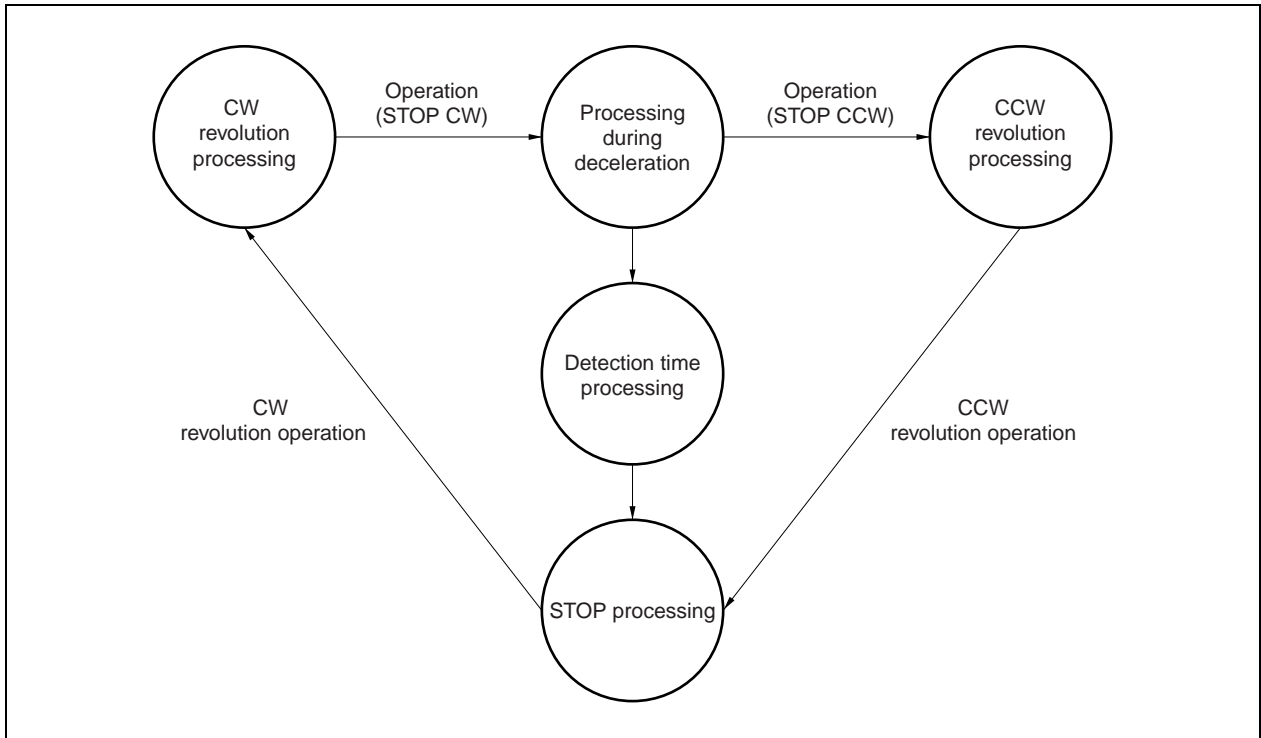 CW
revolution
processing
Operation
(STOP CW)
Processing
during
deceleration
Operation
(STOP CCW)
CCW
revolution
processing
Detection time
processing
CW
revolution operation
CCW
revolution operation
STOP processing